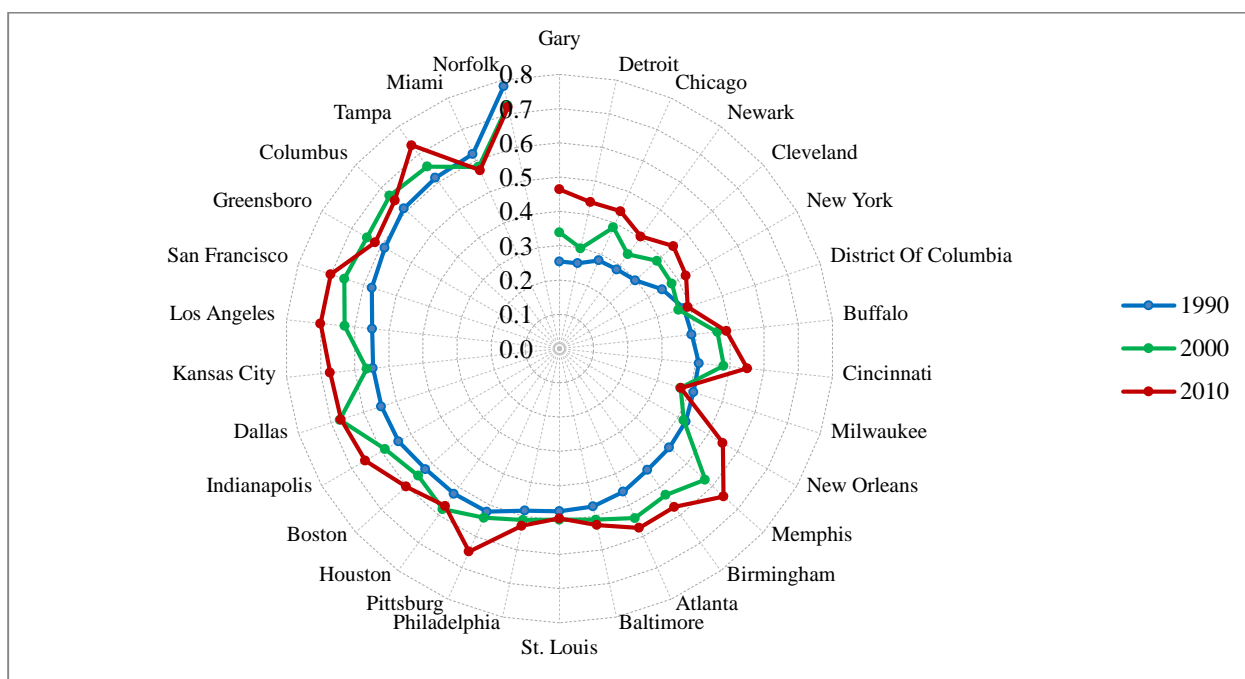 Gary
Detroit
Chicago
Newark
Cleveland
New York
District Of Columbia
Buffalo
Cincinnati
Milwaukee
New Orleans
Memphis
Birmingham
Atlanta
Baltimore
St. Louis
Philadelphia
Pittsburg
Houston
Boston
Indianapolis
Dallas
Kansas City
Los Angeles
San Francisco
Greensboro
Columbus
Tampa
Miami
Norfolk
0.8
0.7
0.6
0.5
0.4
0.3
0.2
0.1
0.0
1990
2000
2010